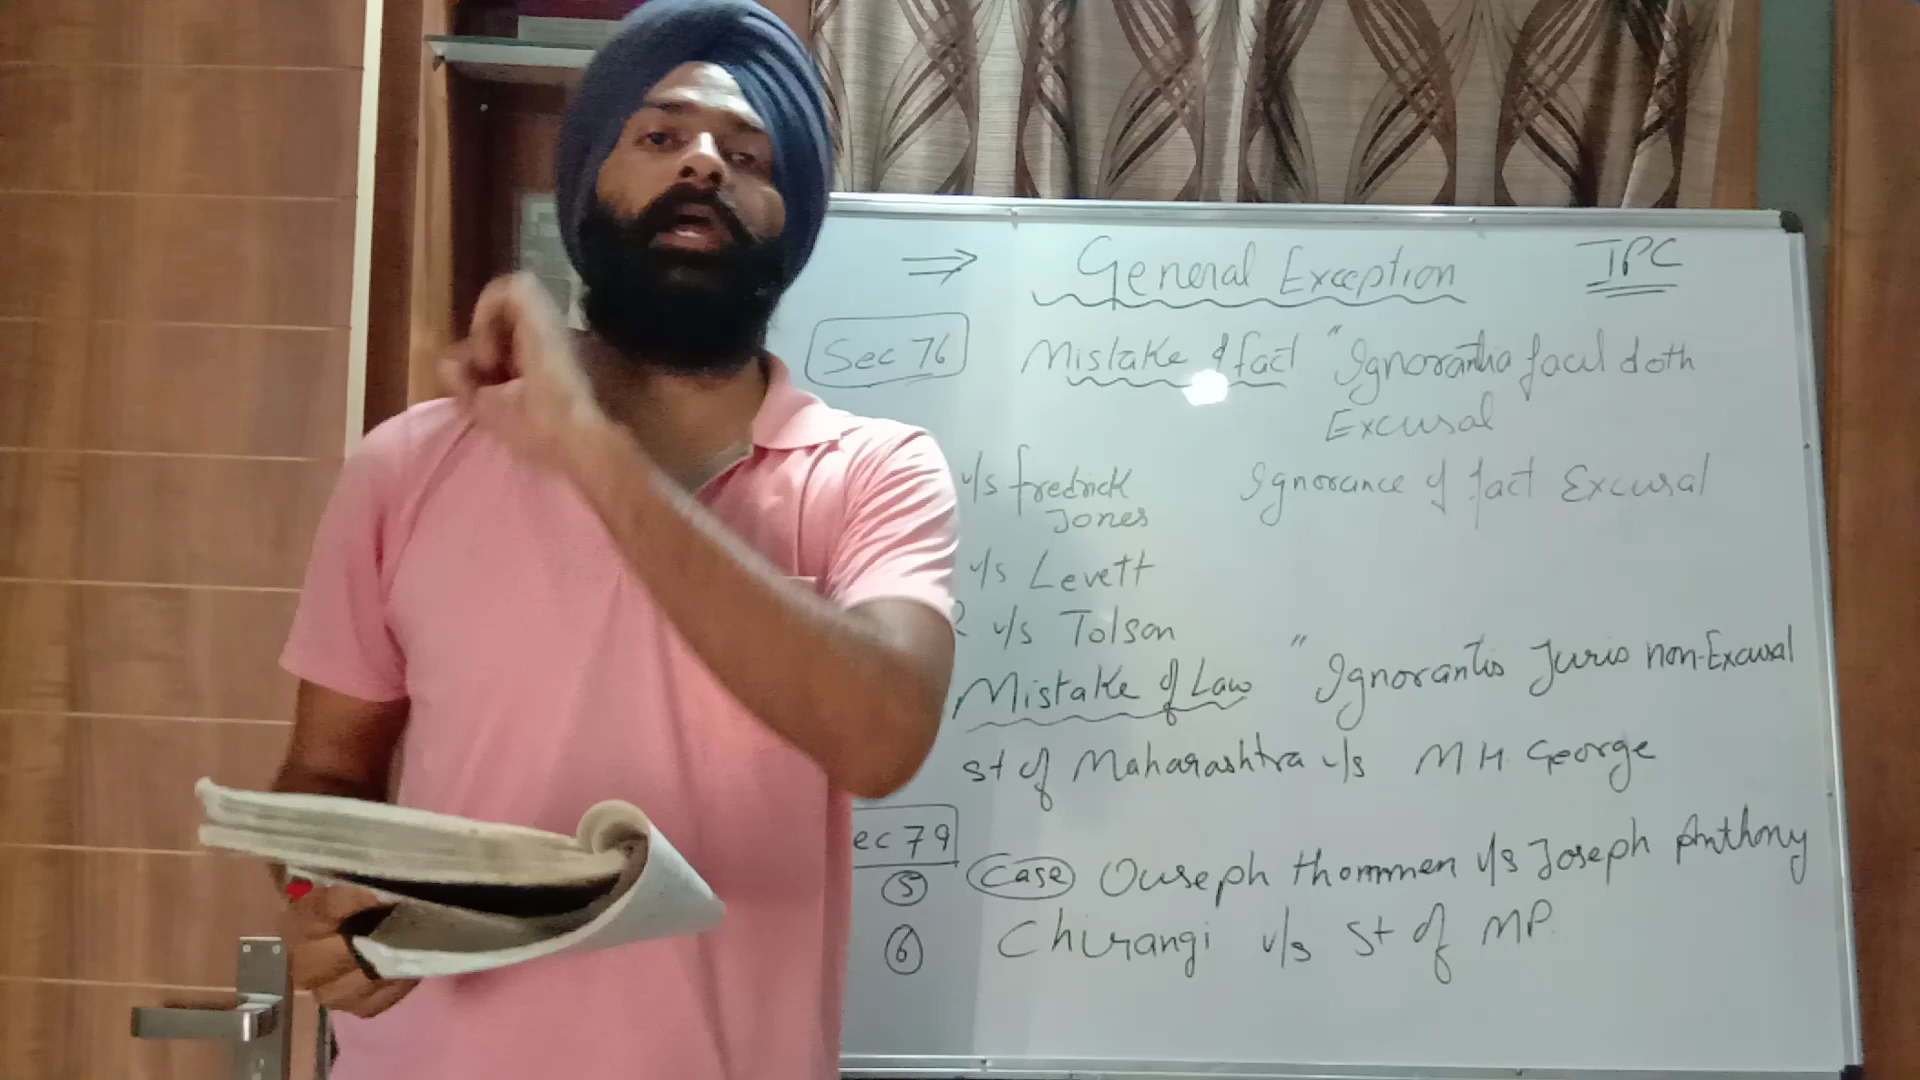 ⇒ General Exception IPC
Sec 76 Mistake of fact "Ignorantia facit doth
Excusal
v/s fredrick Ignorance of fact Excusal
Jones
v/s Levett
R v/s Tolson
Mistake of Law "Ignorantis Juris non-Excusal
st of Maharashtra v/s MH George
ec 79
5 Case Ouseph thommen v/s Joseph Anthony
6 Chirangi v/s St of MP.